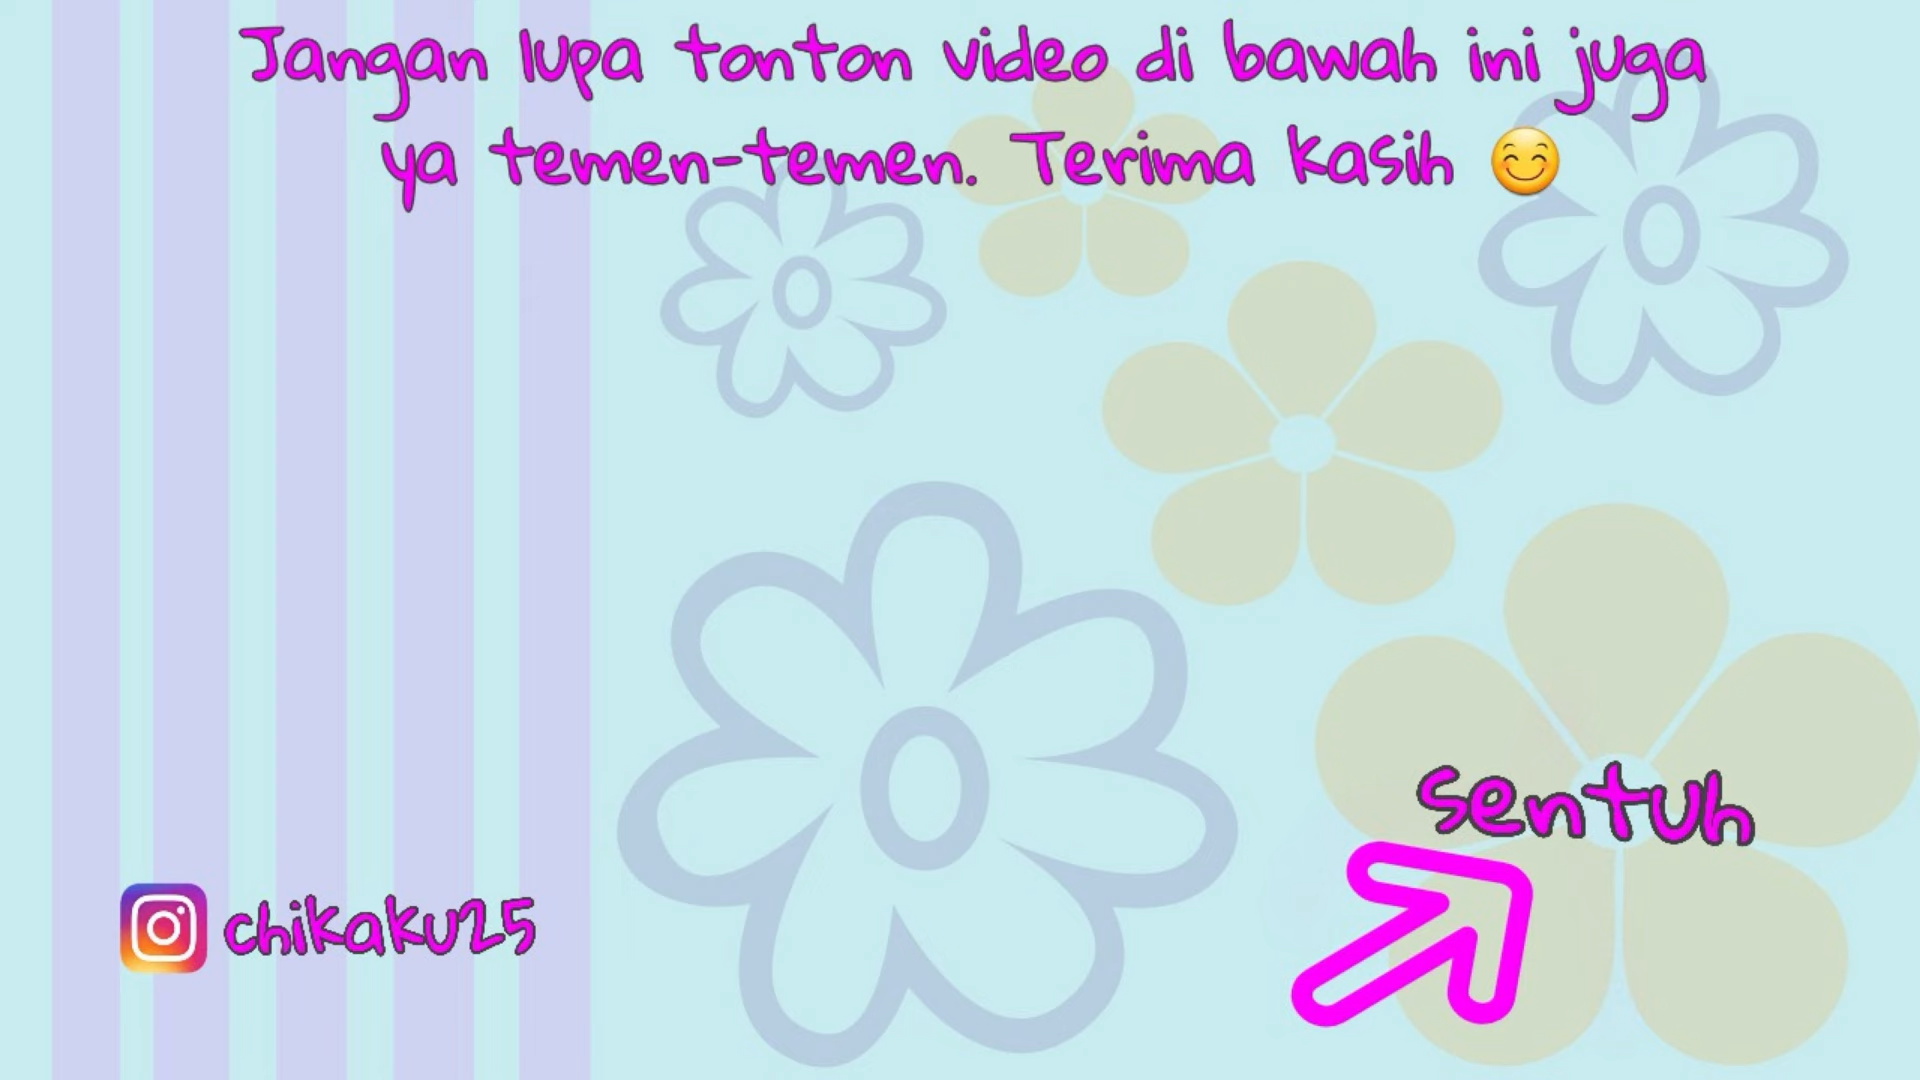 Jangan lupa tonton video di bawah ini juga
ya temen-temen. Terima kasih 😊
sentuh
chikaku25